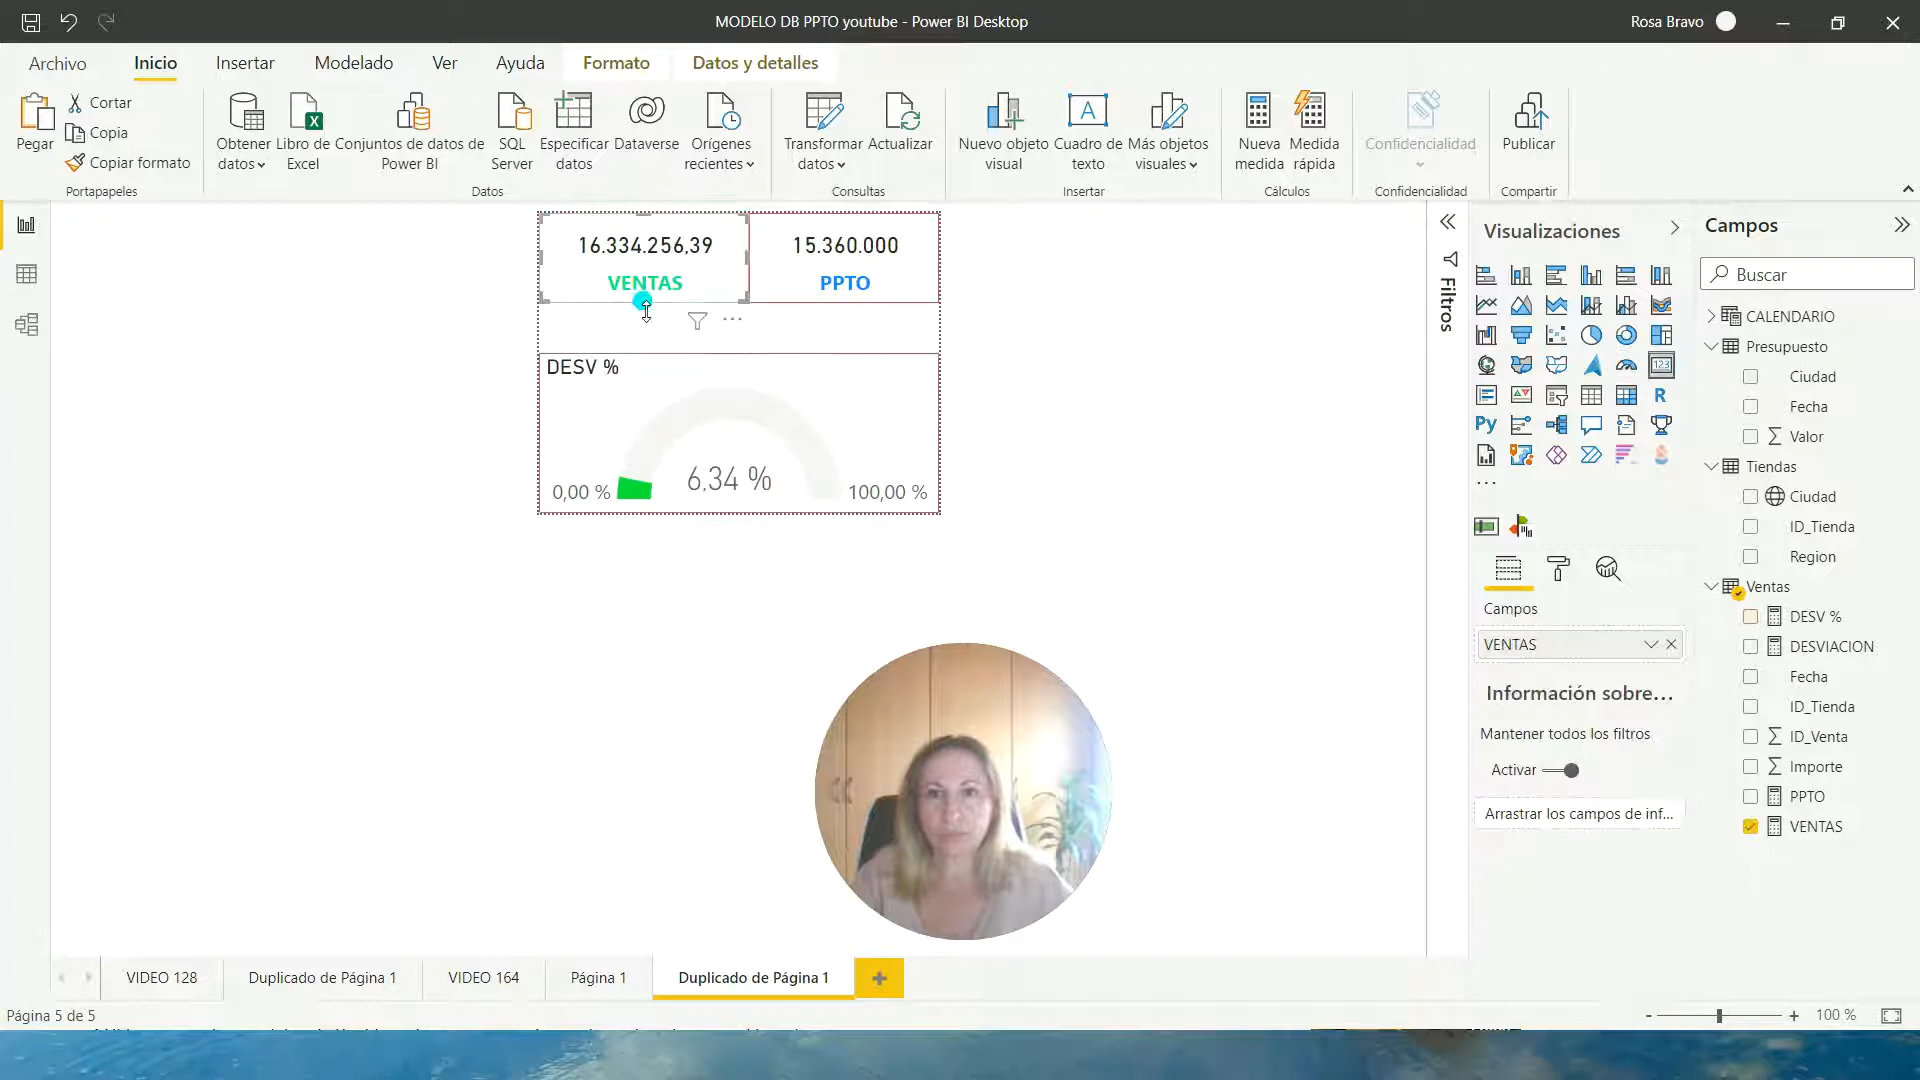 MODELO DB PPTO youtube - Power BI Desktop
Rosa Bravo
Archivo
Inicio
Insertar
Modelado
Ver
Ayuda
Formato
Datos y detalles
Pegar
Cortar
Copia
Copiar formato
Portapapeles
Obtener datos
Libro de Excel
Conjuntos de datos de Power BI
SQL Server
Especificar datos
Dataverse
Orígenes recientes
Datos
Transformar datos
Actualizar
Consultas
Nuevo objeto visual
Cuadro de texto
Más objetos visuales
Insertar
Nueva medida
Medida rápida
Cálculos
Confidencialidad
Confidencialidad
Publicar
Compartir
16.334.256,39
VENTAS
15.360.000
PPTO
DESV %
0,00 %
6,34 %
100,00 %
Filtros
Visualizaciones
123
R
Py
Campos
VENTAS
Información sobre...
Mantener todos los filtros
Activar
Arrastrar los campos de inf...
Campos
Buscar
CALENDARIO
Presupuesto
Ciudad
Fecha
Valor
Tiendas
Ciudad
ID_Tienda
Region
Ventas
DESV %
DESVIACION
Fecha
ID_Tienda
ID_Venta
Importe
PPTO
VENTAS
VIDEO 128
Duplicado de Página 1
VIDEO 164
Página 1
Duplicado de Página 1
Página 5 de 5
100 %